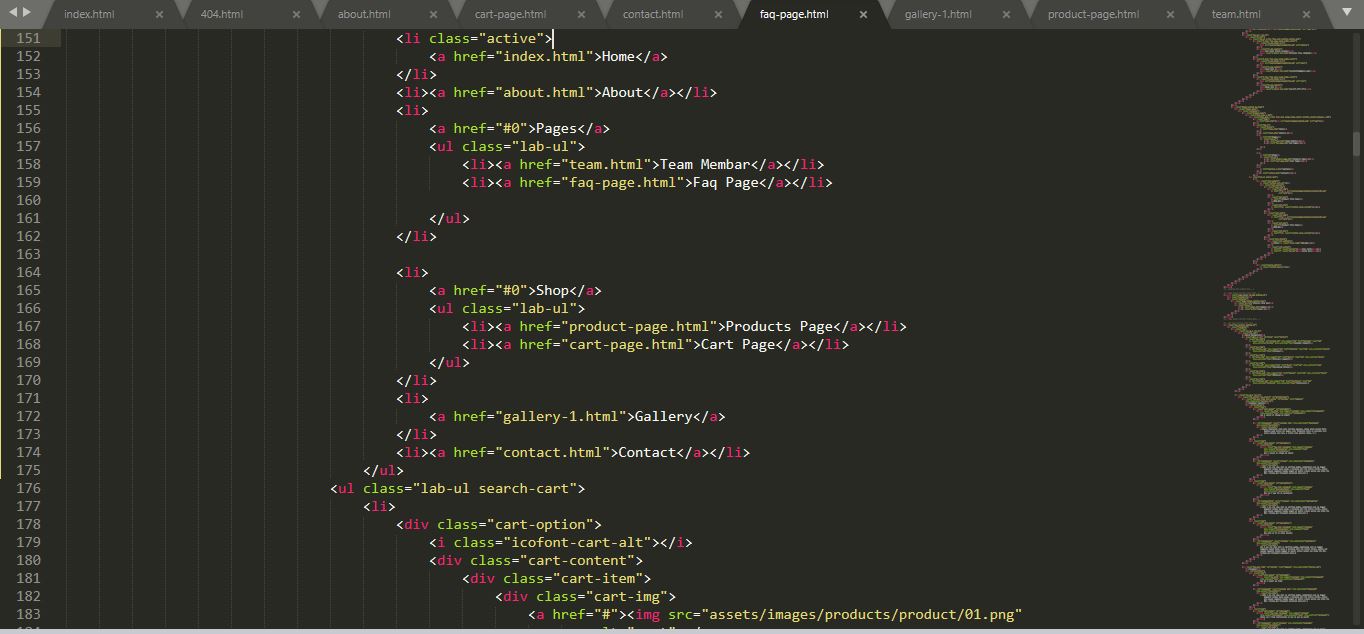 index.html × 404.html × about.html × cart-page.html × contact.html × faq-page.html × gallery-1.html × product-page.html × team.html ×
151 <li class="active">
152 <a href="index.html">Home</a>
153 </li>
154 <li><a href="about.html">About</a></li>
155 <li>
156 <a href="#0">Pages</a>
157 <ul class="lab-ul">
158 <li><a href="team.html">Team Membar</a></li>
159 <li><a href="faq-page.html">Faq Page</a></li>
160
161 </ul>
162 </li>
163
164 <li>
165 <a href="#0">Shop</a>
166 <ul class="lab-ul">
167 <li><a href="product-page.html">Products Page</a></li>
168 <li><a href="cart-page.html">Cart Page</a></li>
169 </ul>
170 </li>
171 <li>
172 <a href="gallery-1.html">Gallery</a>
173 </li>
174 <li><a href="contact.html">Contact</a></li>
175 </ul>
176 <ul class="lab-ul search-cart">
177 <li>
178 <div class="cart-option">
179 <i class="icofont-cart-alt"></i>
180 <div class="cart-content">
181 <div class="cart-item">
182 <div class="cart-img">
183 <a href="#"><img src="assets/images/products/product/01.png"